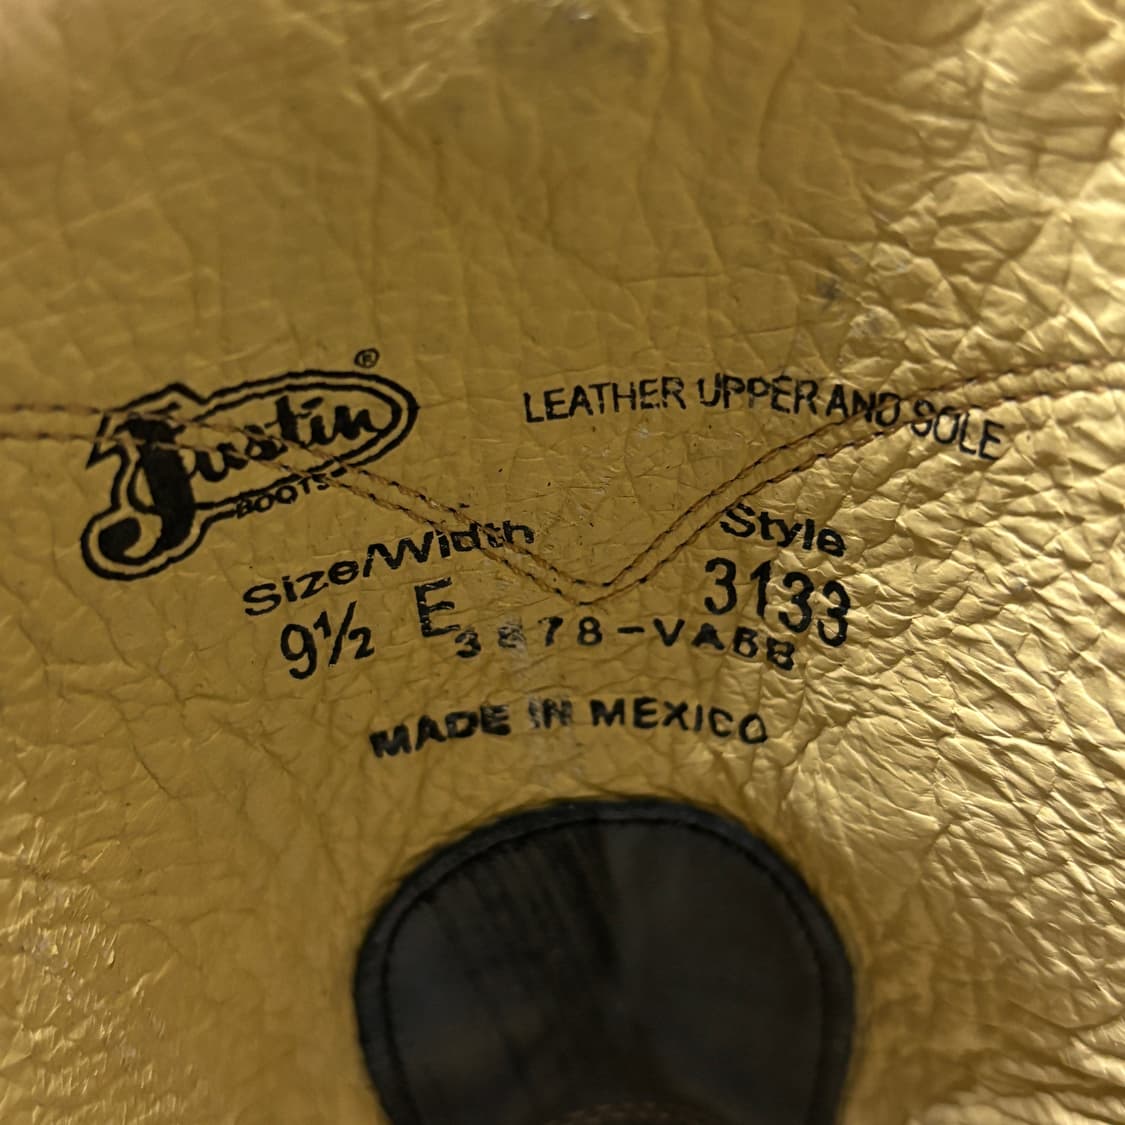 Justin®
BOOTS
LEATHER UPPER AND SOLE
Size/Width
Style
9½ E
3133
MADE IN MEXICO